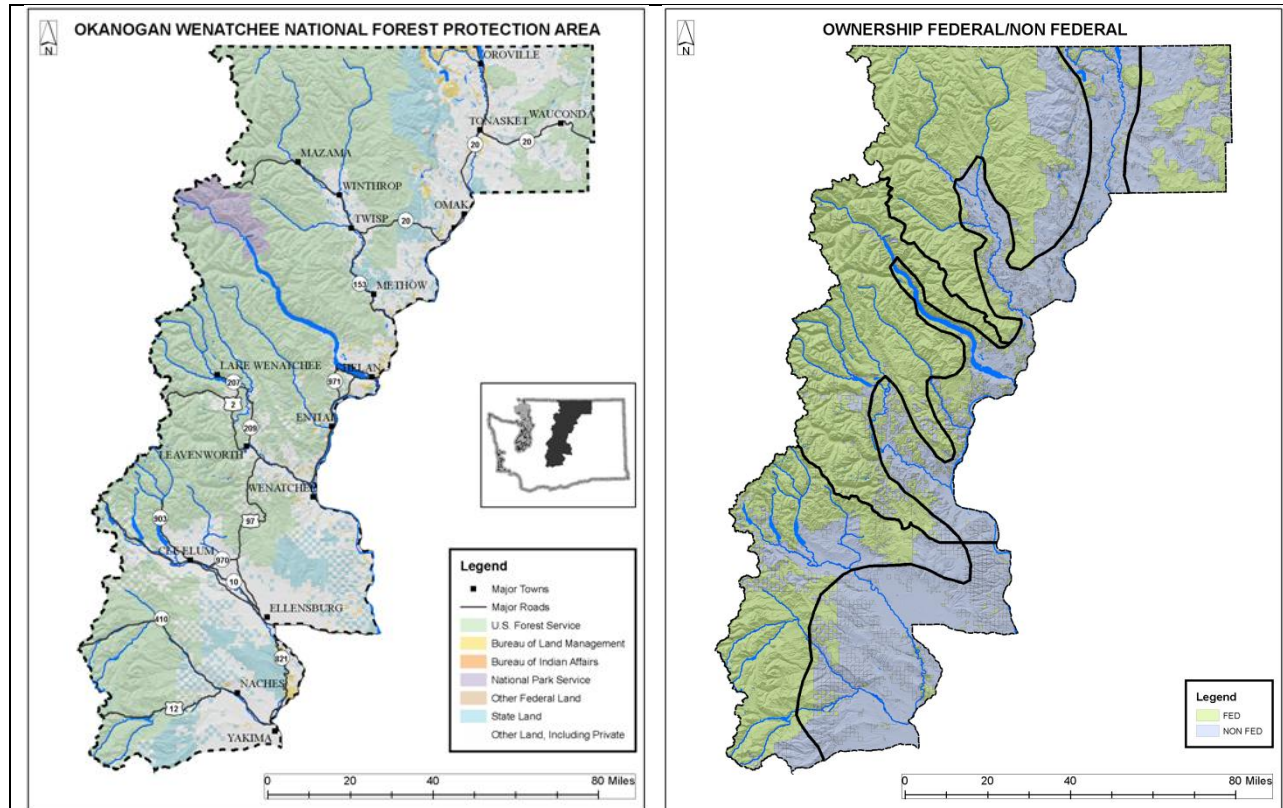 OKANOGAN WENATCHEE NATIONAL FOREST PROTECTION AREA
N
OROVILLE
WAUCONDA
TONASKET
20
20
MAZAMA
WINTHROP
OMAK
TWISP
20
153
METHOW
LAKE WENATCHEE
CHELAN
207
971
2
ENTIAT
209
LEAVENWORTH
WENATCHEE
903
97
CLE ELUM
970
10
ELLENSBURG
410
821
NACHES
12
YAKIMA
Legend
Major Towns
Major Roads
U.S. Forest Service
Bureau of Land Management
Bureau of Indian Affairs
National Park Service
Other Federal Land
State Land
Other Land, Including Private
0 20 40 80 Miles
OWNERSHIP FEDERAL/NON FEDERAL
N
Legend
FED
NON FED
0 20 40 80 Miles